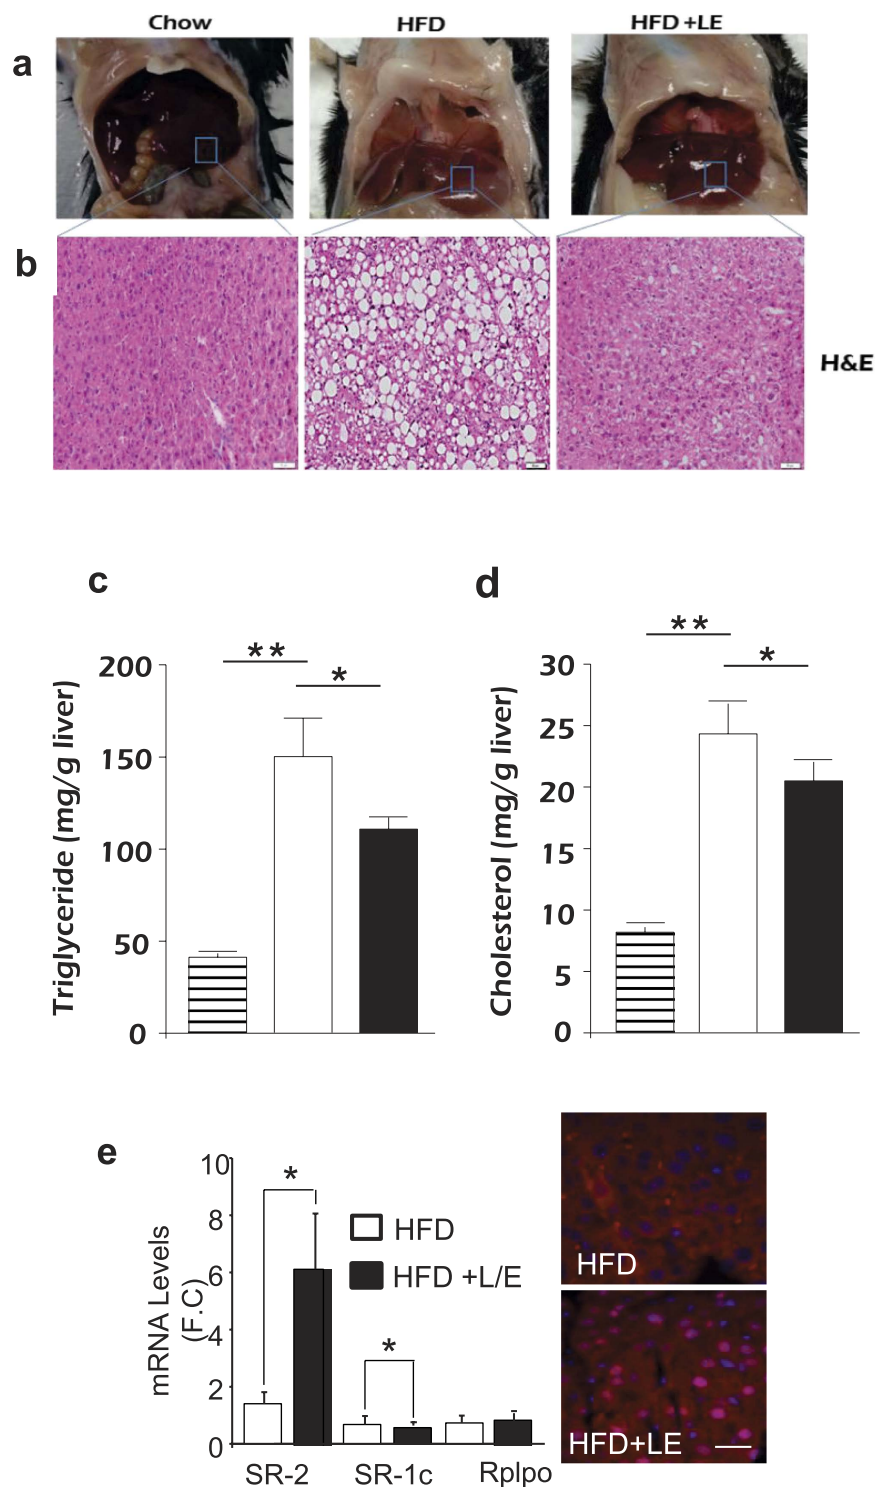 Chow HFD HFD +LE
a
b
H&E
c
d
** **
* *
200
150
100
50
0
Triglyceride (mg/g liver)
30
25
20
15
10
5
0
Cholesterol (mg/g liver)
e
10
8
6
4
2
0
mRNA Levels
(F.C)
*
*
HFD
HFD +L/E
SR-2 SR-1c Rplpo
HFD
HFD+LE